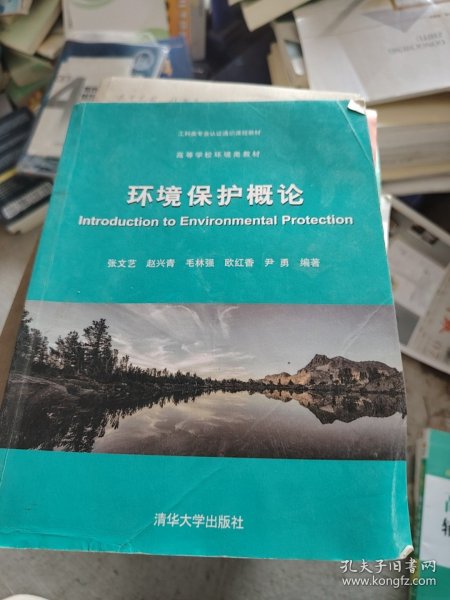 工科类专业认证通识课程教材
高等学校环境类教材
环境保护概论
Introduction to Environmental Protection
张文艺 赵兴青 毛林强 欧红香 尹 勇 编著
清华大学出版社
孔夫子旧书网
www.kongfz.com